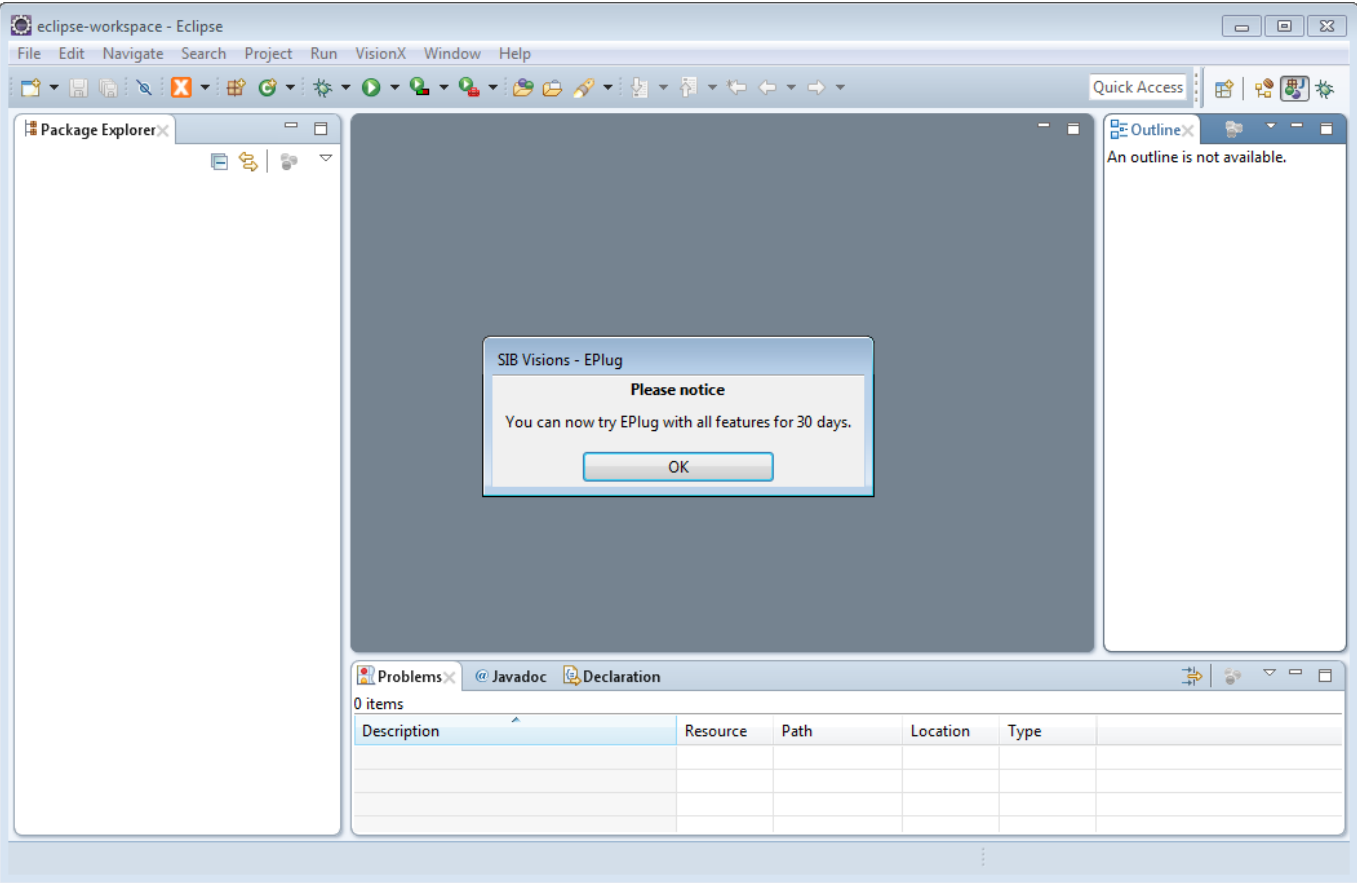 eclipse-workspace - Eclipse
File Edit Navigate Search Project Run VisionX Window Help
Quick Access
Package Explorer
Outline
An outline is not available.
SIB Visions - EPlug
Please notice
You can now try EPlug with all features for 30 days.
OK
Problems @ Javadoc Declaration
0 items
Description Resource Path Location Type